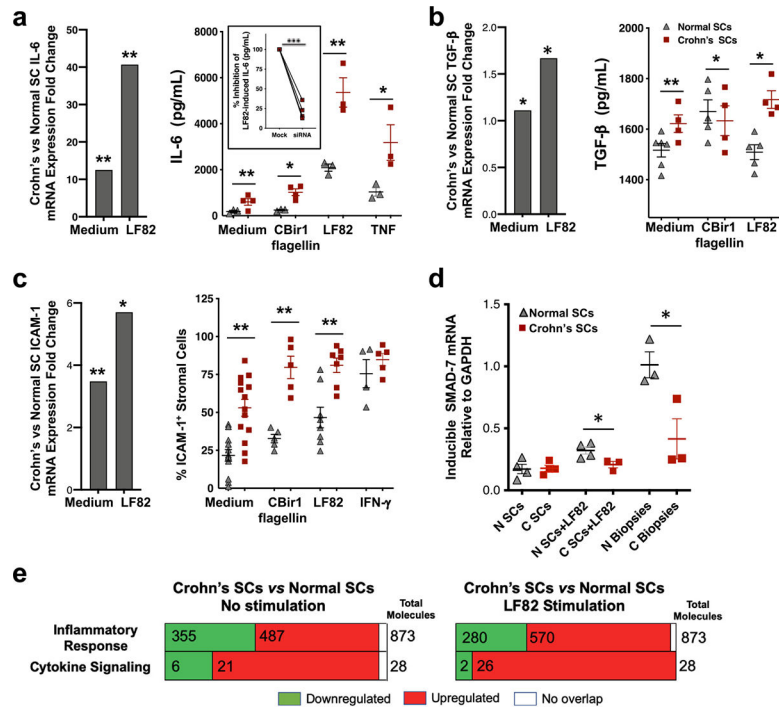 a
Crohn's vs Normal SC IL-6
mRNA Expression Fold Change
50
40
30
20
10
0
**
**
Medium LF82
IL-6 (pg/mL)
8000
6000
4000
2000
0
% Inhibition of
LF82-induced IL-6 (pg/mL)
100
75
50
25
0
***
Mock siRNA
**
*
**
*
Medium CBir1 LF82 TNF
flagellin
b
Crohn's vs Normal SC TGF-β
mRNA Expression Fold Change
2.0
1.5
1.0
0.5
0.0
*
*
Medium LF82
Normal SCs
Crohn's SCs
TGF-β (pg/mL)
2000
1800
1600
1400
1200
**
*
*
Medium CBir1 LF82
flagellin
c
Crohn's vs Normal SC ICAM-1
mRNA Expression Fold Change
6
4
2
0
**
*
Medium LF82
% ICAM-1⁺ Stromal Cells
125
100
75
50
25
0
**
**
**
Medium CBir1 LF82 IFN-γ
flagellin
d
Inducible SMAD-7 mRNA
Relative to GAPDH
1.5
1.0
0.5
0.0
Normal SCs
Crohn's SCs
*
*
N SCs
C SCs
N SCs+LF82
C SCs+LF82
N Biopsies
C Biopsies
e
Crohn's SCs vs Normal SCs
No stimulation
Total
Molecules
Crohn's SCs vs Normal SCs
LF82 Stimulation
Total
Molecules
Inflammatory
Response
355 487 873
280 570 873
Cytokine Signaling
6 21 28
2 26 28
Downregulated Upregulated No overlap